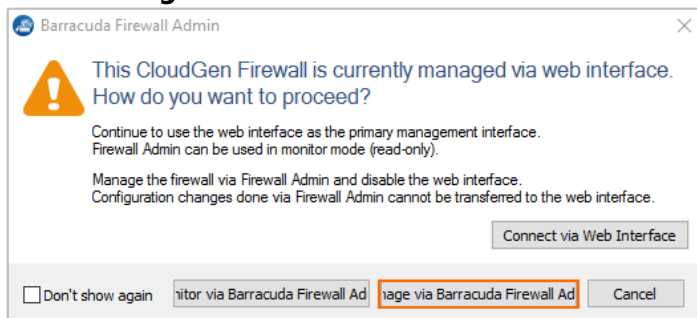 Barracuda Firewall Admin
This CloudGen Firewall is currently managed via web interface.
How do you want to proceed?
Continue to use the web interface as the primary management interface.
Firewall Admin can be used in monitor mode (read-only).
Manage the firewall via Firewall Admin and disable the web interface.
Configuration changes done via Firewall Admin cannot be transferred to the web interface.
Connect via Web Interface
Don't show again
nitor via Barracuda Firewall Ad
nage via Barracuda Firewall Ad
Cancel